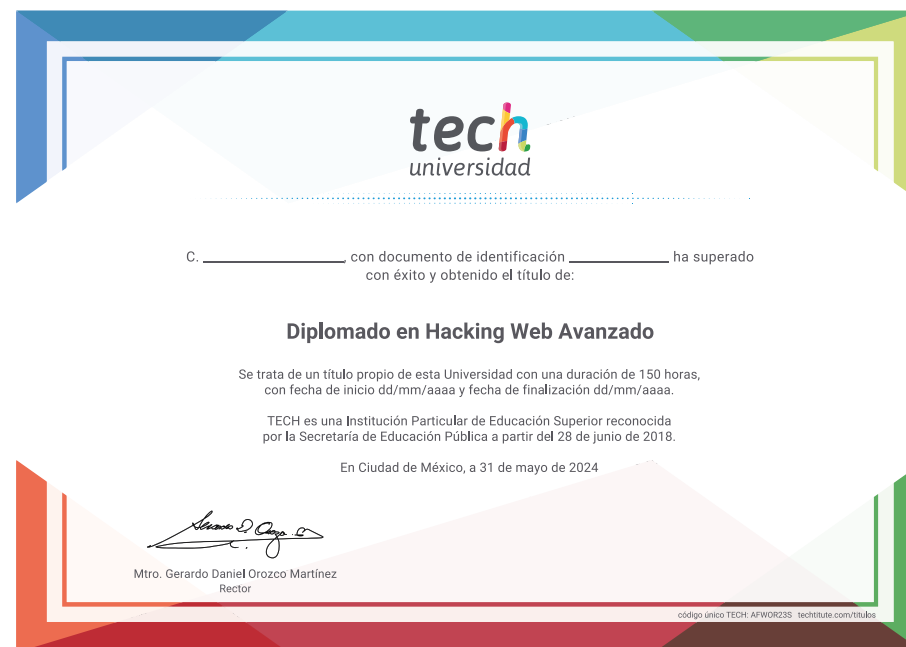 tech
universidad
C. ____________, con documento de identificación ____________ ha superado
con éxito y obtenido el título de:
Diplomado en Hacking Web Avanzado
Se trata de un título propio de esta Universidad con una duración de 150 horas,
con fecha de inicio dd/mm/aaaa y fecha de finalización dd/mm/aaaa.
TECH es una Institución Particular de Educación Superior reconocida
por la Secretaría de Educación Pública a partir del 28 de junio de 2018.
En Ciudad de México, a 31 de mayo de 2024
Mtro. Gerardo Daniel Orozco Martínez
Rector
código único TECH: AFWOR23S techtitute.com/titulos